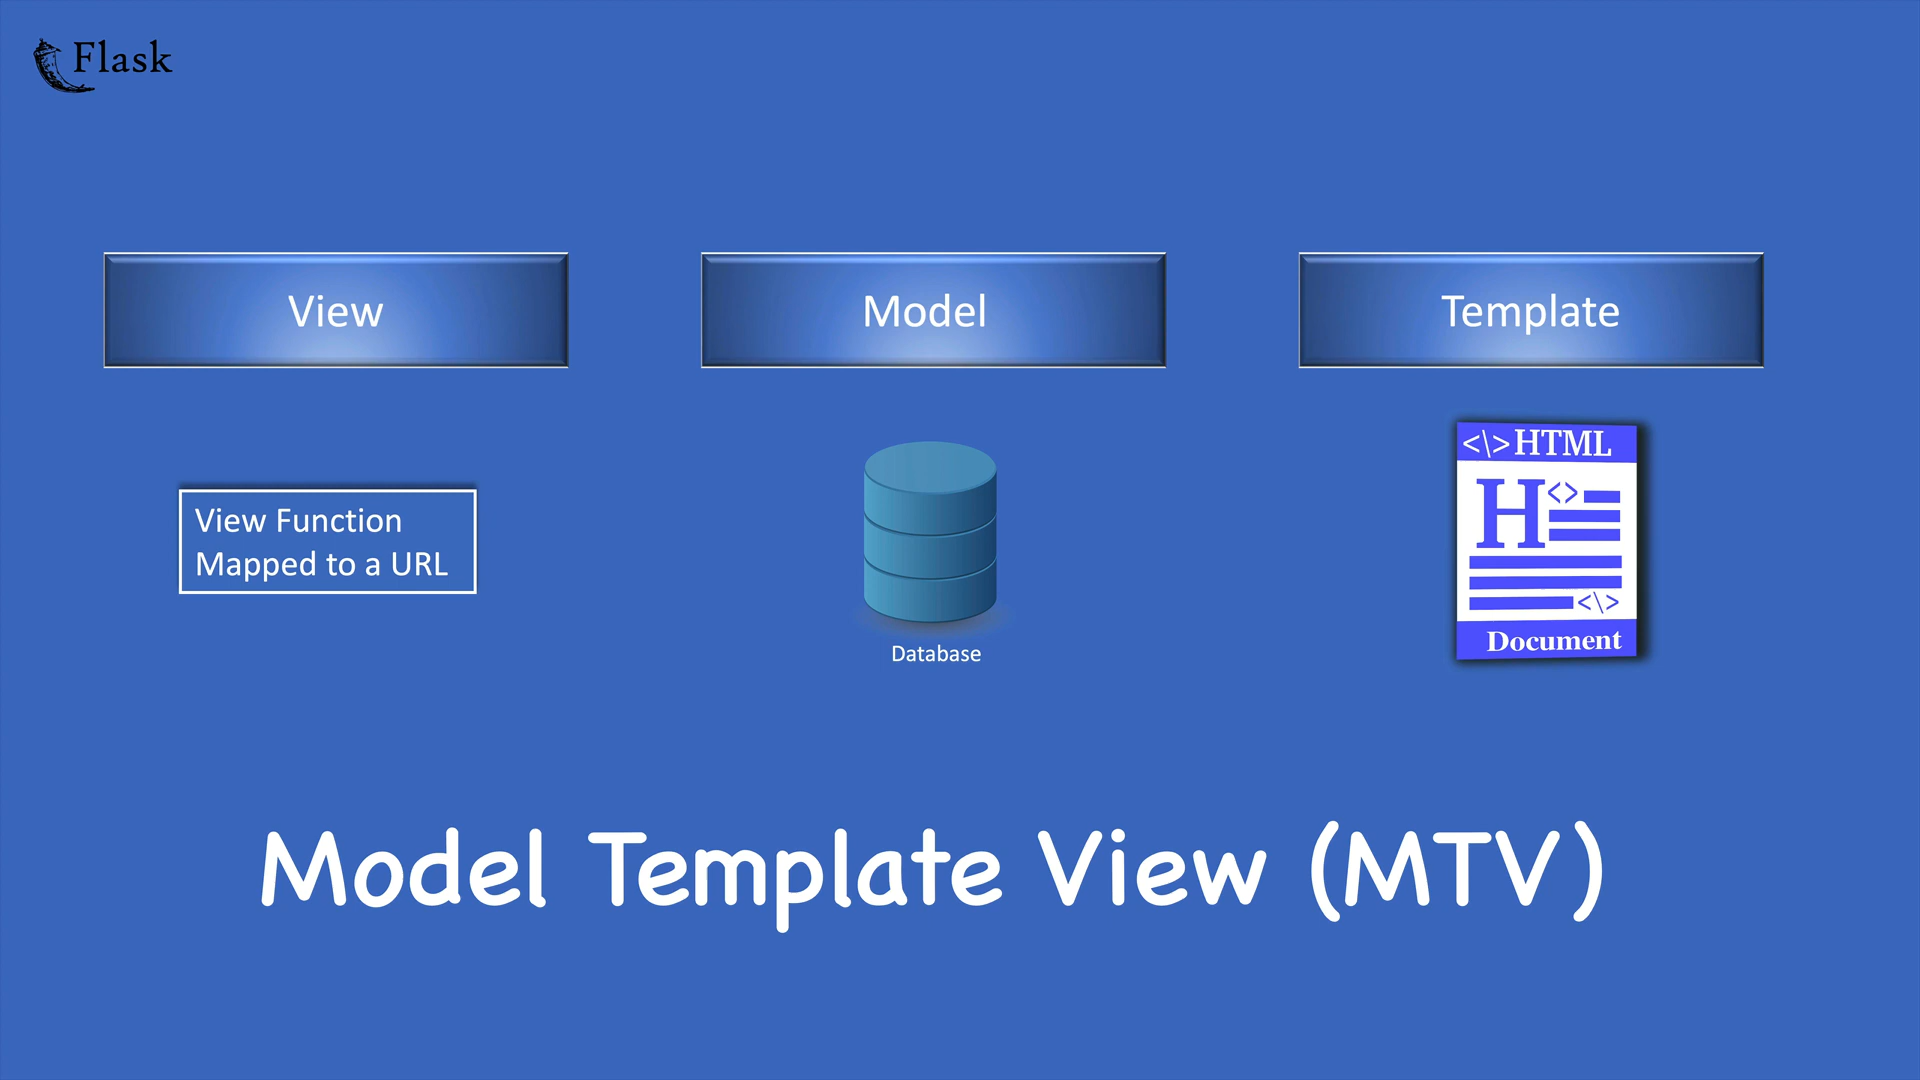 Flask
View
Model
Template
View Function
Mapped to a URL
Database
<\>HTML
H<>
<\>
Document
Model Template View (MTV)